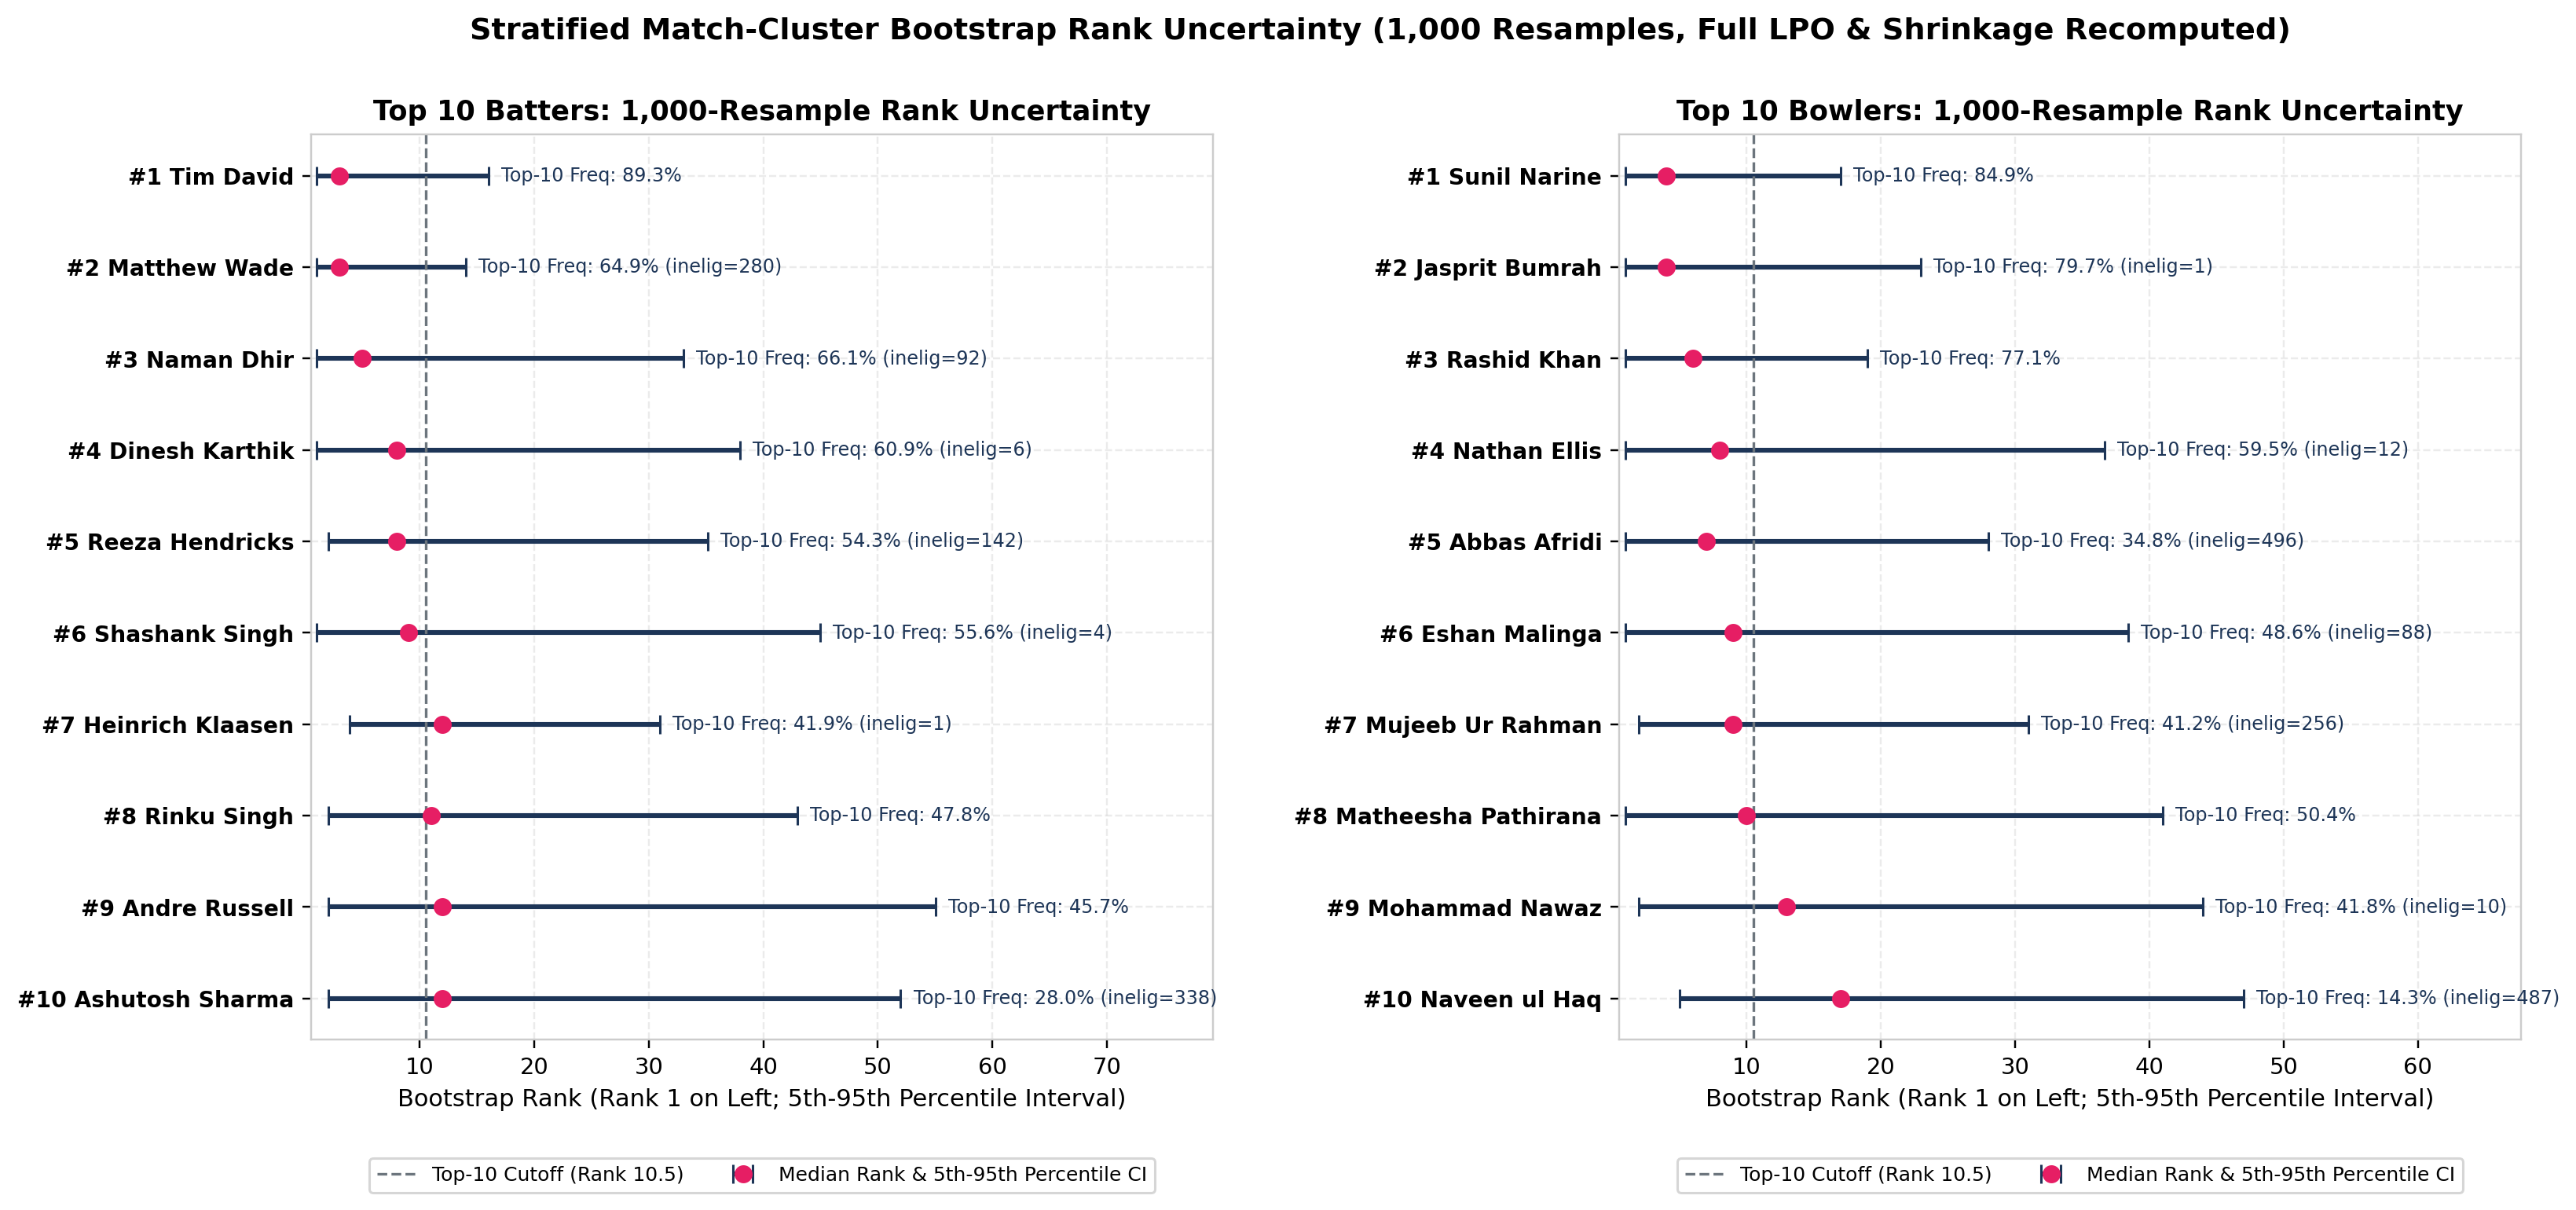 Stratified Match-Cluster Bootstrap Rank Uncertainty (1,000 Resamples, Full LPO & Shrinkage Recomputed)
Top 10 Batters: 1,000-Resample Rank Uncertainty
#1 Tim David
Top-10 Freq: 89.3%
#2 Matthew Wade
Top-10 Freq: 64.9% (inelig=280)
#3 Naman Dhir
Top-10 Freq: 66.1% (inelig=92)
#4 Dinesh Karthik
Top-10 Freq: 60.9% (inelig=6)
#5 Reeza Hendricks
Top-10 Freq: 54.3% (inelig=142)
#6 Shashank Singh
Top-10 Freq: 55.6% (inelig=4)
#7 Heinrich Klaasen
Top-10 Freq: 41.9% (inelig=1)
#8 Rinku Singh
Top-10 Freq: 47.8%
#9 Andre Russell
Top-10 Freq: 45.7%
#10 Ashutosh Sharma
Top-10 Freq: 28.0% (inelig=338)
10 20 30 40 50 60 70
Bootstrap Rank (Rank 1 on Left; 5th-95th Percentile Interval)
Top-10 Cutoff (Rank 10.5)
Median Rank & 5th-95th Percentile CI
Top 10 Bowlers: 1,000-Resample Rank Uncertainty
#1 Sunil Narine
Top-10 Freq: 84.9%
#2 Jasprit Bumrah
Top-10 Freq: 79.7% (inelig=1)
#3 Rashid Khan
Top-10 Freq: 77.1%
#4 Nathan Ellis
Top-10 Freq: 59.5% (inelig=12)
#5 Abbas Afridi
Top-10 Freq: 34.8% (inelig=496)
#6 Eshan Malinga
Top-10 Freq: 48.6% (inelig=88)
#7 Mujeeb Ur Rahman
Top-10 Freq: 41.2% (inelig=256)
#8 Matheesha Pathirana
Top-10 Freq: 50.4%
#9 Mohammad Nawaz
Top-10 Freq: 41.8% (inelig=10)
#10 Naveen ul Haq
Top-10 Freq: 14.3% (inelig=487)
10 20 30 40 50 60
Bootstrap Rank (Rank 1 on Left; 5th-95th Percentile Interval)
Top-10 Cutoff (Rank 10.5)
Median Rank & 5th-95th Percentile CI